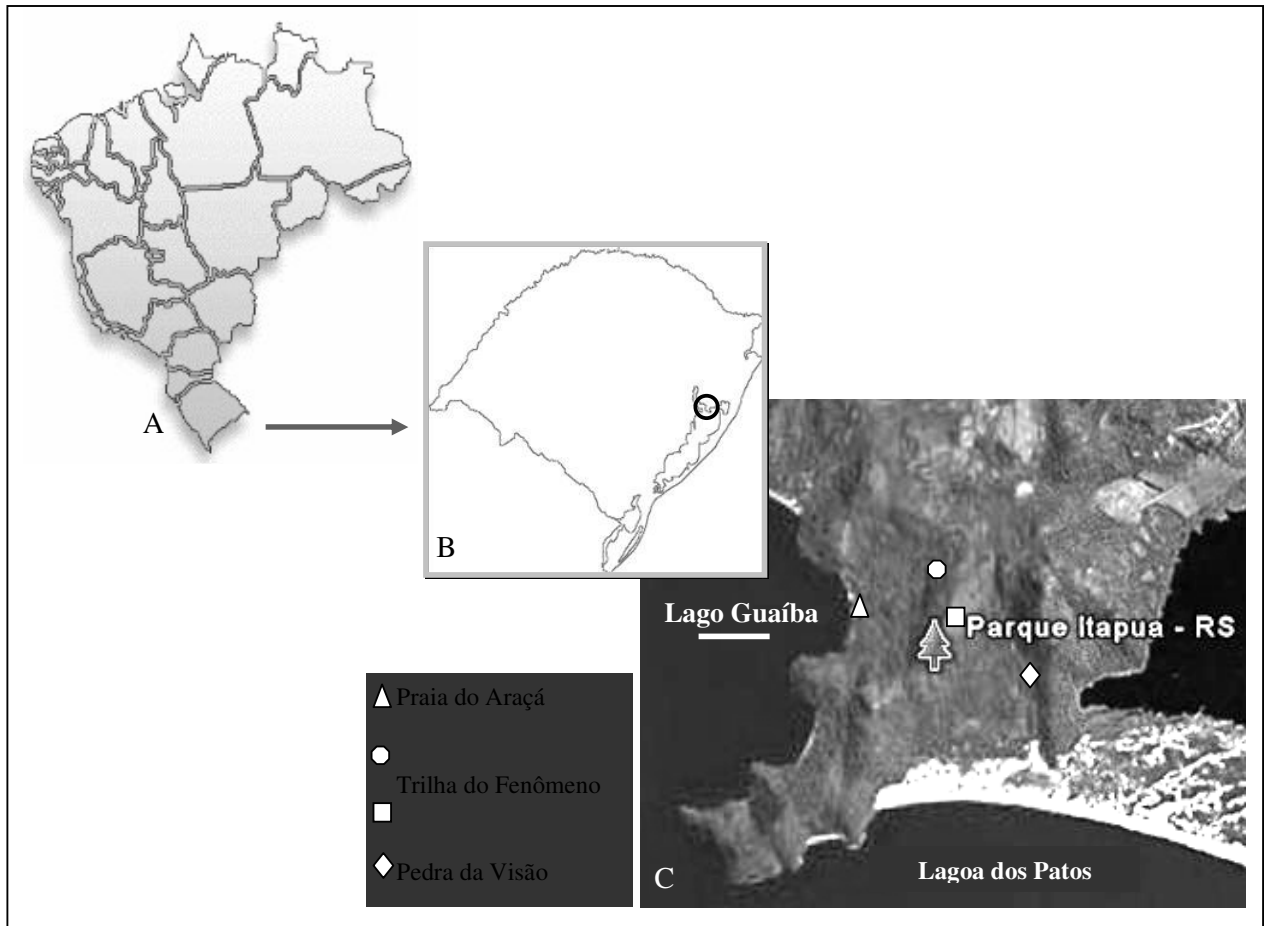 A
B
Lago Guaíba
Parque Itapua - RS
Praia do Araçá
Trilha do Fenômeno
Pedra da Visão
C
Lagoa dos Patos